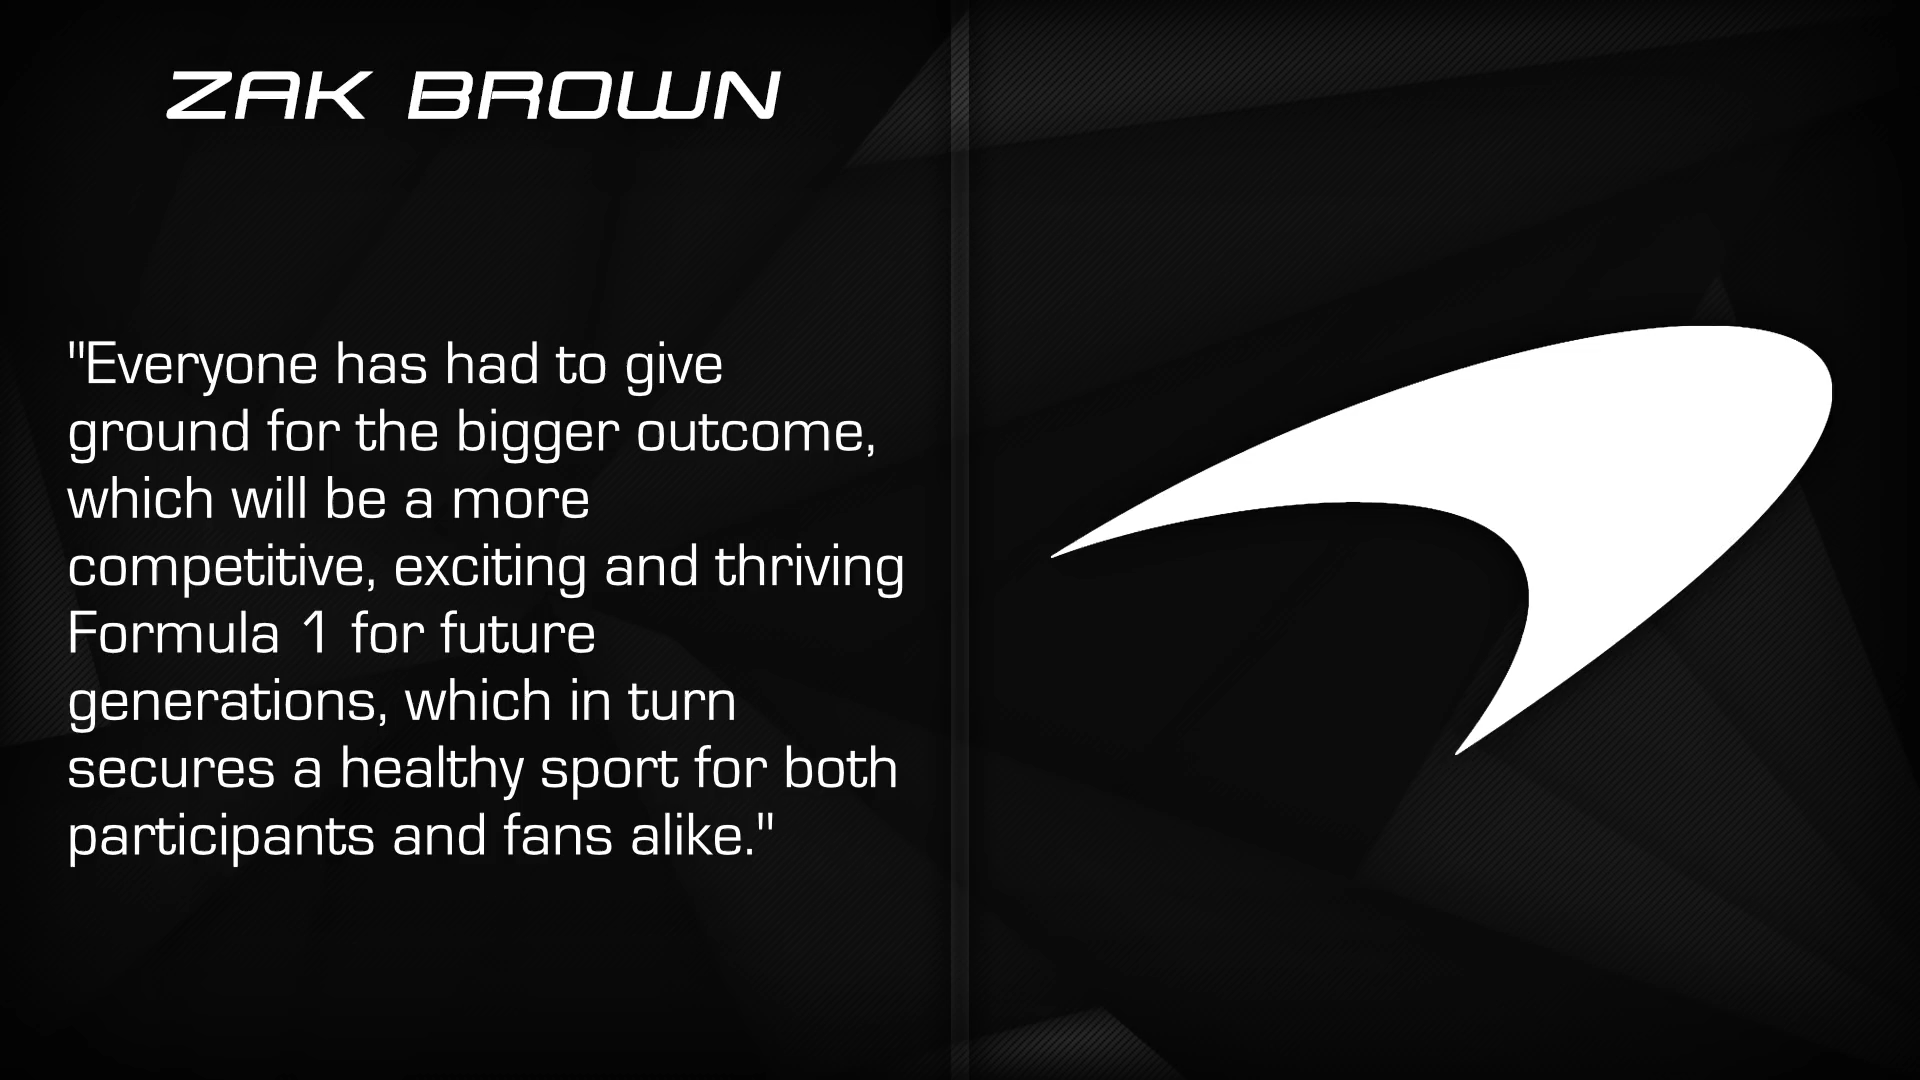 ZAK BROWN
"Everyone has had to give
ground for the bigger outcome,
which will be a more
competitive, exciting and thriving
Formula 1 for future
generations, which in turn
secures a healthy sport for both
participants and fans alike."